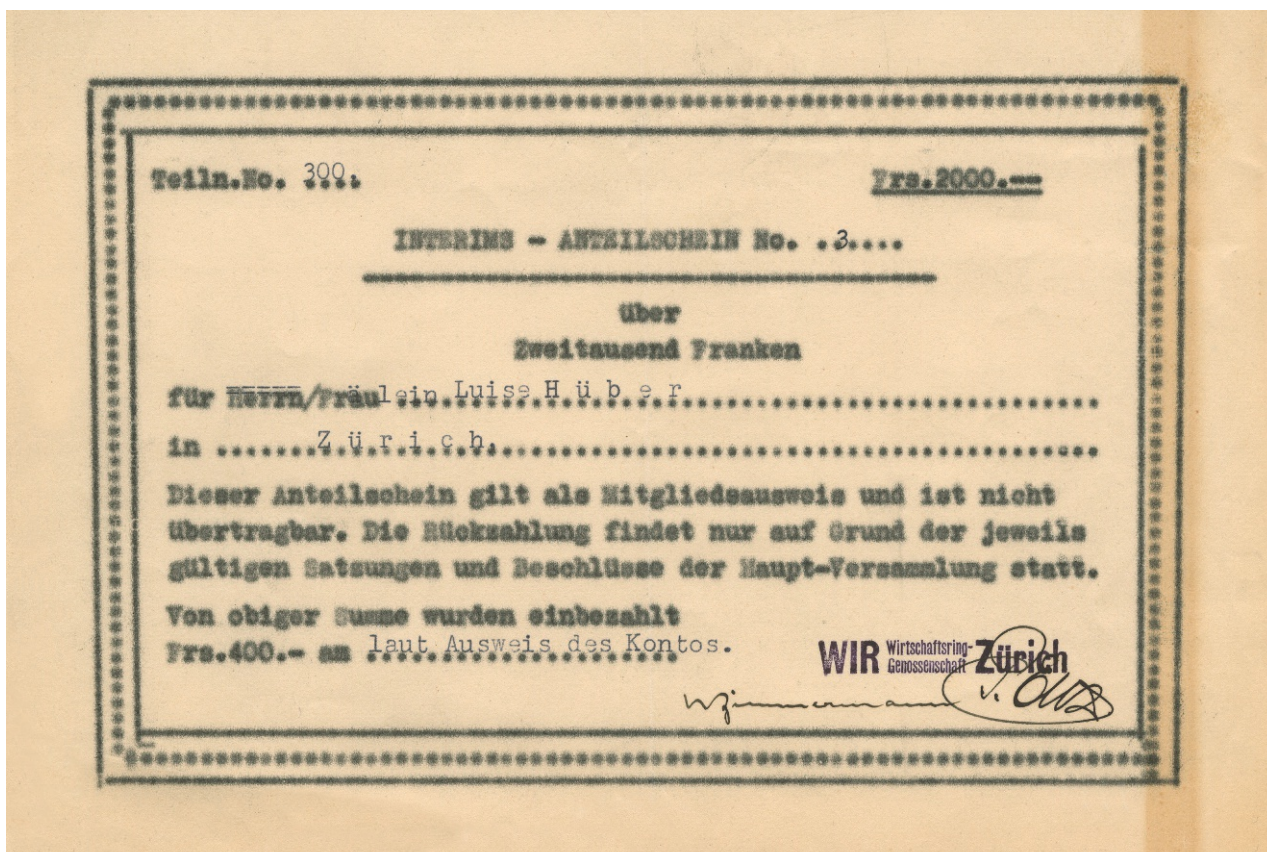 Teiln.No. 300. Frs.2000.--
INTERIMS - ANTEILSCHEIN No. ..3....
über
Zweitausend Franken
für Herrn/Fräulein Luise Hüber
in Zürich.
Dieser Anteilschein gilt als Mitgliedsausweis und ist nicht
übertragbar. Die Rückzahlung findet nur auf Grund der jeweils
gültigen Satzungen und Beschlüsse der Haupt-Versammlung statt.
Von obiger Summe wurden einbezahlt
Frs.400.- am laut Ausweis des Kontos.
WIR Wirtschaftsring-Genossenschaft Zürich
WZimmermann